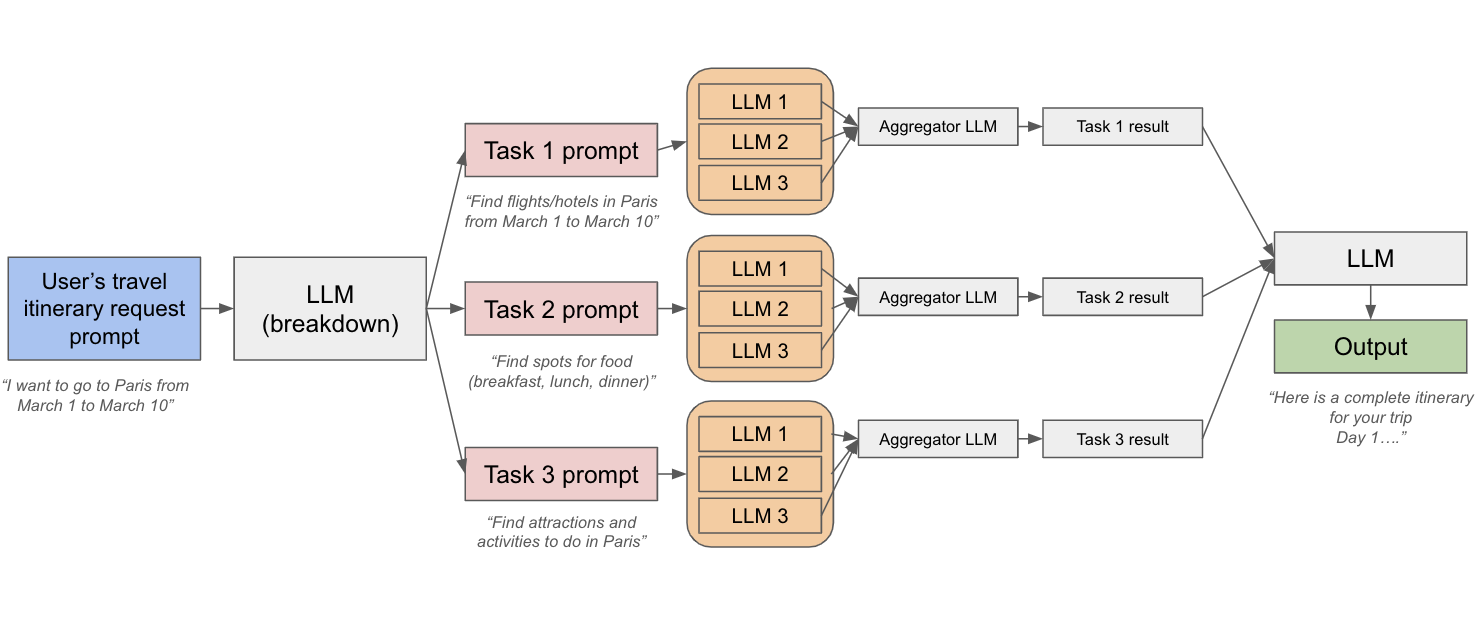 User’s travel
itinerary request
prompt
“I want to go to Paris from
March 1 to March 10”
LLM
(breakdown)
Task 1 prompt
“Find flights/hotels in Paris
from March 1 to March 10”
LLM 1
LLM 2
LLM 3
Aggregator LLM
Task 1 result
Task 2 prompt
“Find spots for food
(breakfast, lunch, dinner)”
LLM 1
LLM 2
LLM 3
Aggregator LLM
Task 2 result
Task 3 prompt
“Find attractions and
activities to do in Paris”
LLM 1
LLM 2
LLM 3
Aggregator LLM
Task 3 result
LLM
Output
“Here is a complete itinerary
for your trip
Day 1….”